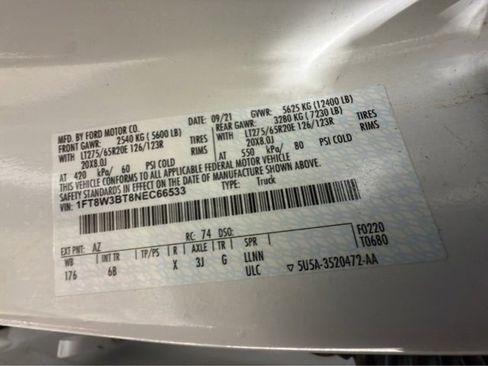 MFD. BY FORD MOTOR CO. DATE: 09/21 GVWR: 5625 KG (12400 LB)
FRONT GAWR: 2540 KG (5600 LB) REAR GAWR: 3280 KG (7230 LB)
WITH LT275/65R20E 126/123R TIRES WITH LT275/65R20E 126/123R TIRES
20X8.0J RIMS 20X8.0J RIMS
AT 420 kPa/ 60 PSI COLD AT 550 kPa/ 80 PSI COLD
THIS VEHICLE CONFORMS TO ALL APPLICABLE FEDERAL MOTOR VEHICLE
SAFETY STANDARDS IN EFFECT ON THE DATE OF MANUFACTURE SHOWN ABOVE.
VIN: 1FT8W3BT8NEC66533 TYPE: Truck
F0220
T0680
EXT PNT: AZ RC: 74 DSO:
WB INT TR TP/PS R AXLE TR SPR
176 6B X 3J G LLNN
ULC ▽ 5U5A-3520472-AA